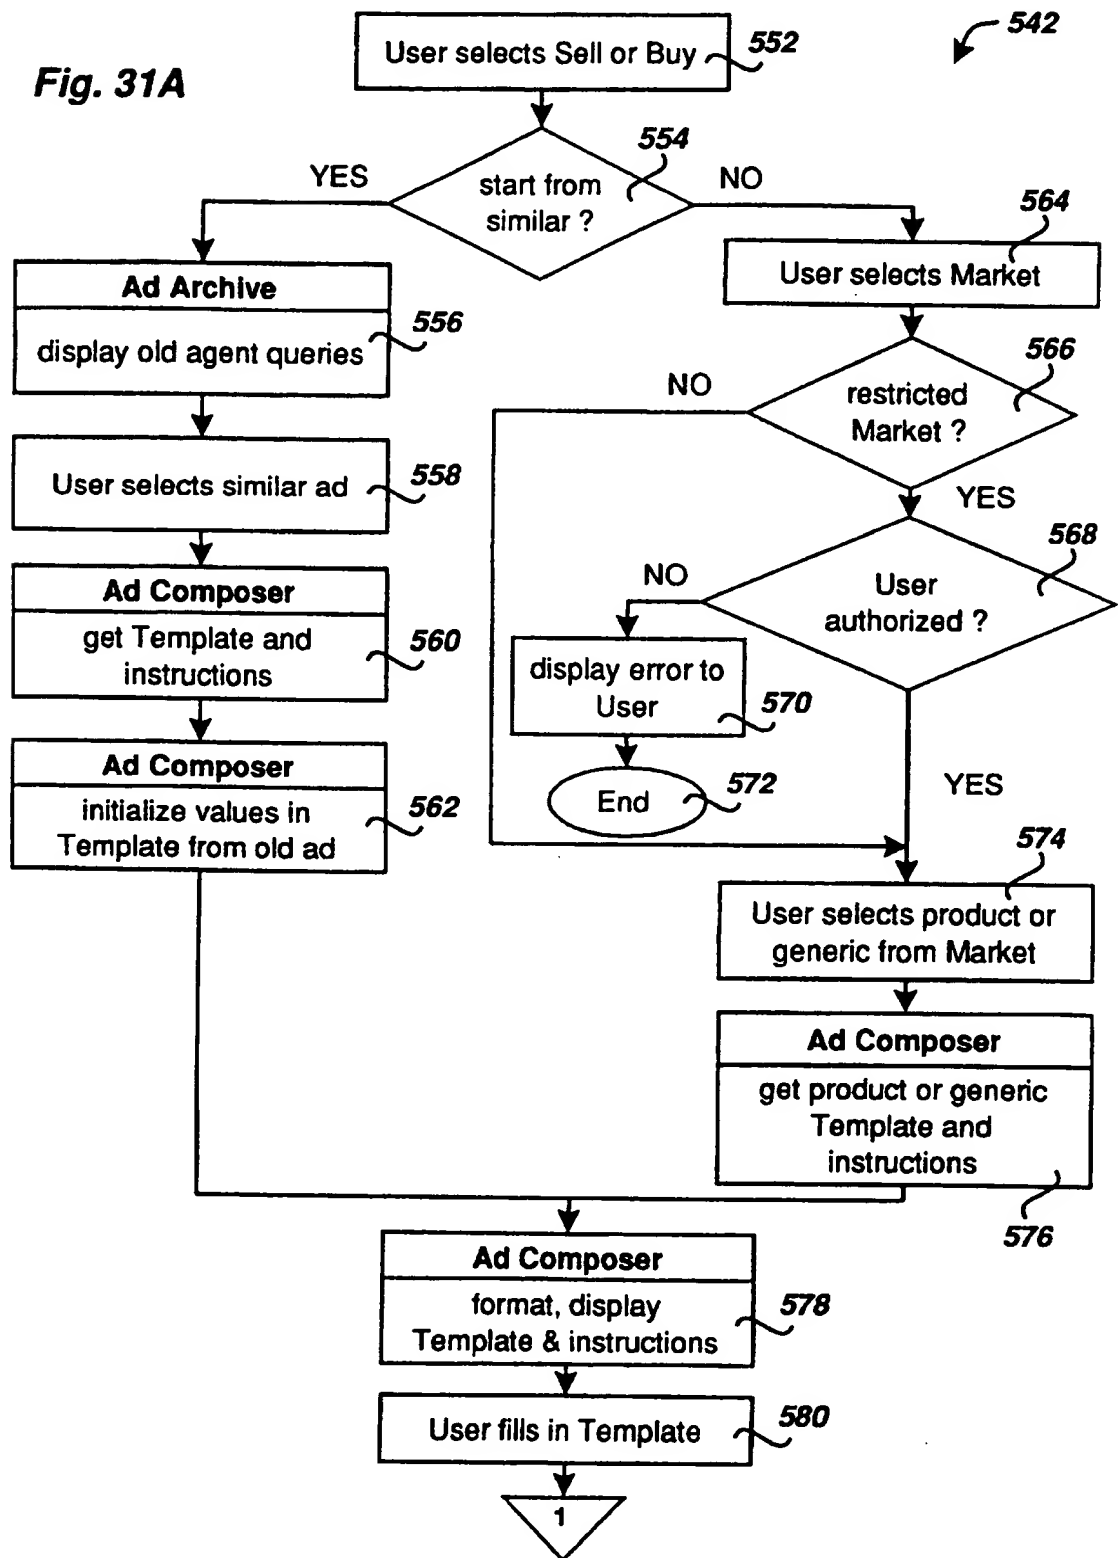 Fig. 31A
542
User selects Sell or Buy
552
554
start from
similar ?
YES
NO
Ad Archive
display old agent queries
556
User selects similar ad
558
Ad Composer
get Template and
instructions
560
Ad Composer
initialize values in
Template from old ad
562
564
User selects Market
566
restricted
Market ?
NO
YES
568
User
authorized ?
NO
display error to
User
570
End
572
YES
574
User selects product or
generic from Market
Ad Composer
get product or generic
Template and
instructions
576
Ad Composer
format, display
Template & instructions
578
User fills in Template
580
1